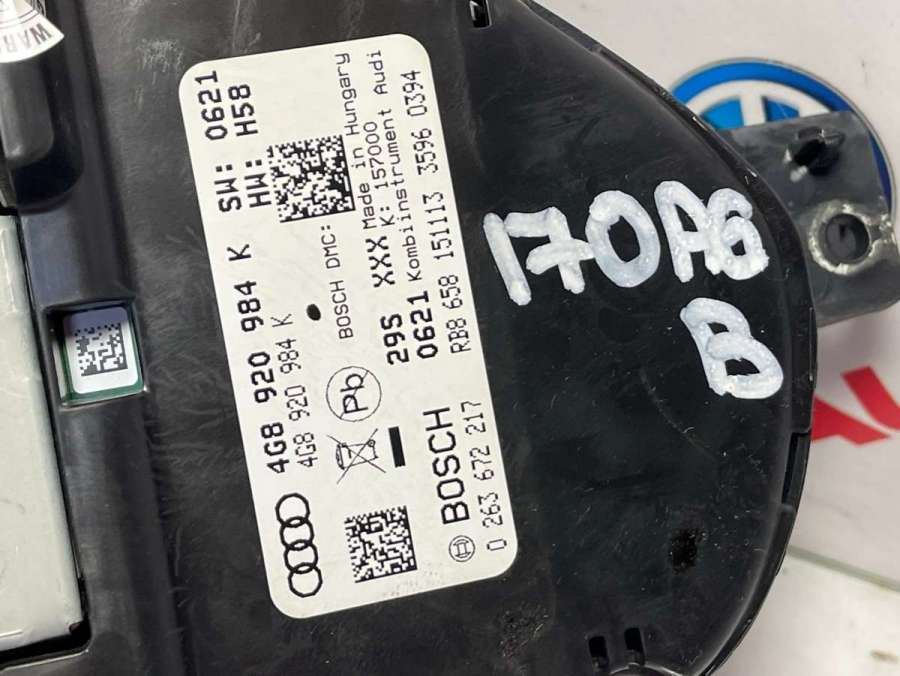 4G8 920 984 K
4G8 920 984 K
SW: 0621
HW: H58
BOSCH DMC:
Pb
29S XXX
0621
Made in Hungary
K: 157000
Kombiinstrument Audi
RB8 658 151113 3596 0394
BOSCH
0 263 672 217
170A6
B